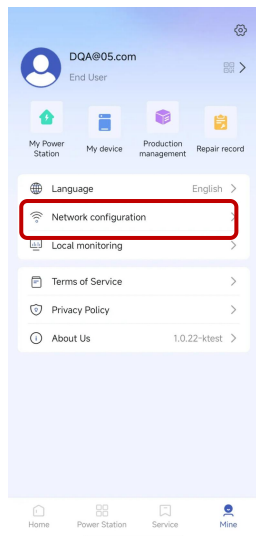 DQA@05.com
End User
My Power
Station
My device
Production
management
Repair record
Language English
Network configuration
Local monitoring
Terms of Service
Privacy Policy
About Us 1.0.22-ktest
Home Power Station Service Mine